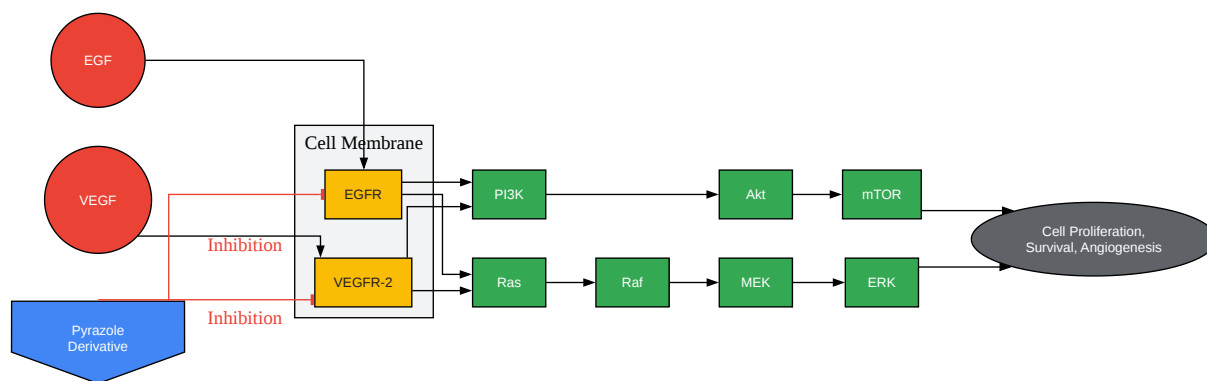 EGF
Cell Membrane
EGFR
PI3K
Akt
mTOR
VEGF
Cell Proliferation,
Survival, Angiogenesis
Inhibition
VEGFR-2
Ras
Raf
MEK
ERK
Inhibition
Pyrazole
Derivative